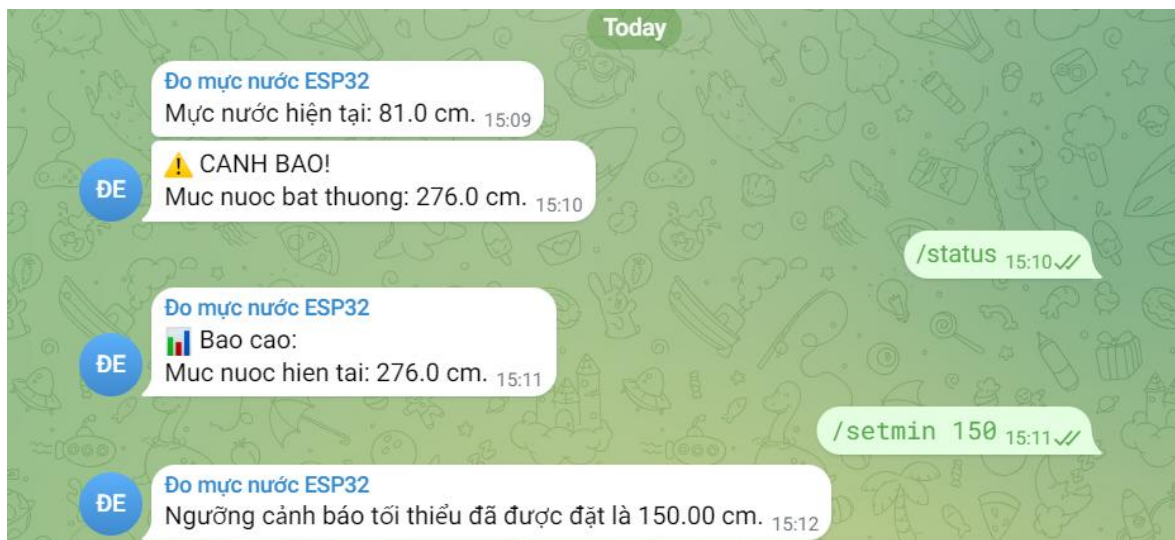 Today
Đo mực nước ESP32
Mực nước hiện tại: 81.0 cm. 15:09
⚠️ CANH BAO!
ĐE
Muc nuoc bat thuong: 276.0 cm. 15:10
/status 15:10
Đo mực nước ESP32
📊 Bao cao:
ĐE
Muc nuoc hien tai: 276.0 cm. 15:11
/setmin 150 15:11
Đo mực nước ESP32
ĐE
Ngưỡng cảnh báo tối thiểu đã được đặt là 150.00 cm. 15:12